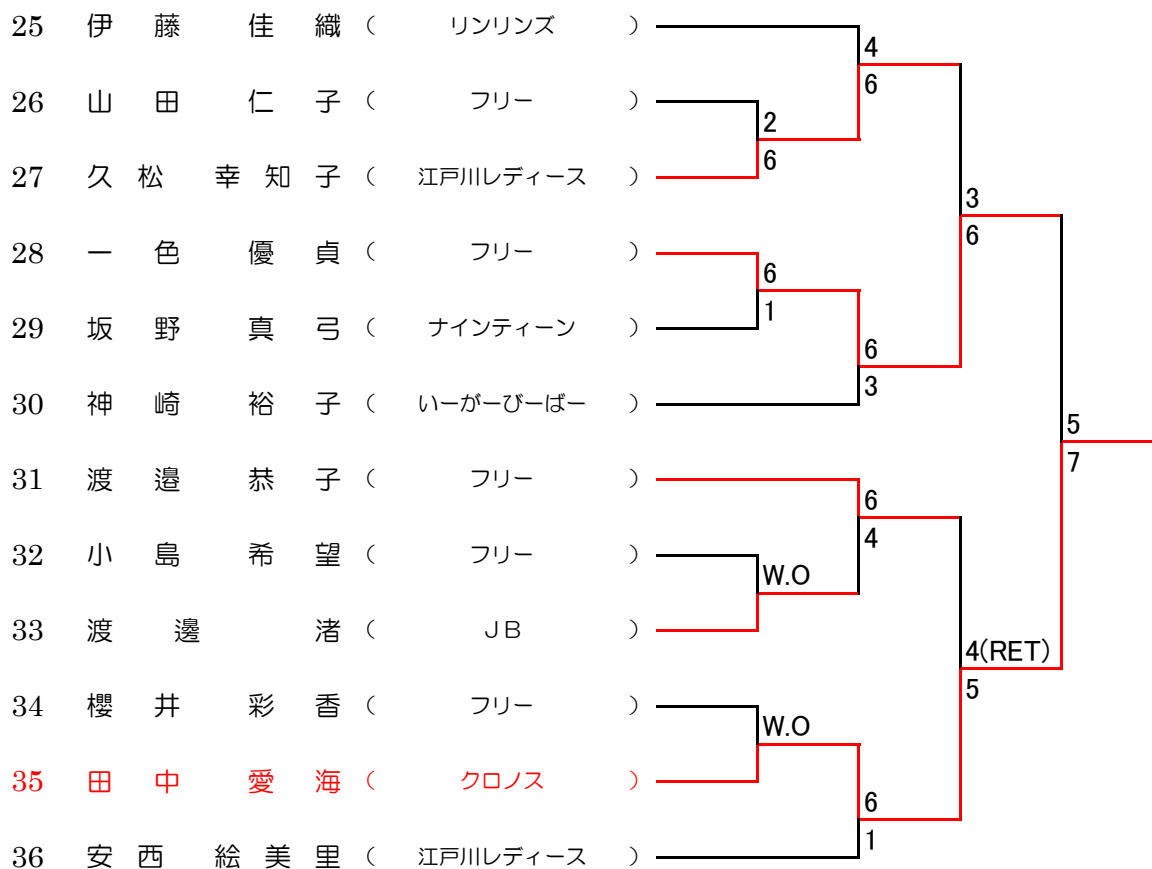 25 伊藤 佳織 ( リンリンズ )
4
6
26 山田 仁子 ( フリー )
2
6
27 久松 幸知子 ( 江戸川レディース )
3
6
28 一色 優貞 ( フリー )
6
1
29 坂野 真弓 ( ナインティーン )
6
3
30 神崎 裕子 ( いーがーびーばー )
5
7
31 渡邉 恭子 ( フリー )
6
4
32 小島 希望 ( フリー )
W.O
33 渡邊 渚 ( JB )
4(RET)
5
34 櫻井 彩香 ( フリー )
W.O
35 田中 愛海 ( クロノス )
6
1
36 安西 絵美里 ( 江戸川レディース )